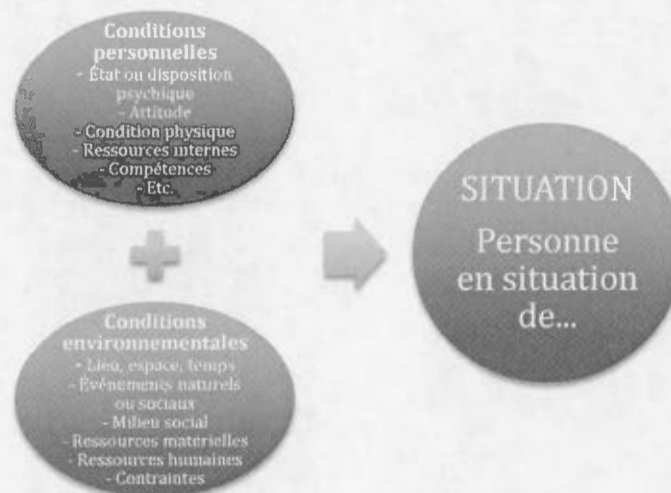 Conditions
personnelles
- État ou disposition
psychique
- Attitude
- Condition physique
- Ressources internes
- Compétences
- Etc.
Conditions
environnementales
- Lieu, espace, temps
- Événements naturels
ou sociaux
- Milieu social
- Ressources matérielles
- Ressources humaines
- Contraintes
SITUATION
Personne
en situation
de...